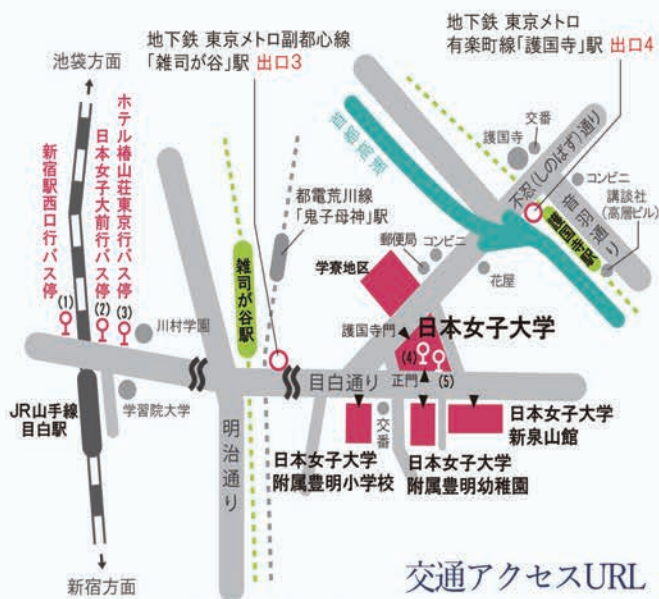 地下鉄 東京メトロ副都心線
「雑司が谷」駅 出口3
地下鉄 東京メトロ
有楽町線「護国寺」駅 出口4
池袋方面
ホテル椿山荘東京行バス停
日本女子大前行バス停
新宿駅西口行バス停
(1)
(2)
(3)
首都高速
護国寺
交番
不忍(しのばず)通り
コンビニ
音羽通り
講談社
(高層ビル)
護国寺駅
都電荒川線
「鬼子母神」駅
雑司が谷駅
郵便局
コンビニ
学寮地区
花屋
川村学園
護国寺門
日本女子大学
(4)
(5)
目白通り
正門
JR山手線
目白駅
学習院大学
明治通り
交番
日本女子大学
附属豊明小学校
日本女子大学
附属豊明幼稚園
日本女子大学
新泉山館
新宿方面
交通アクセスURL